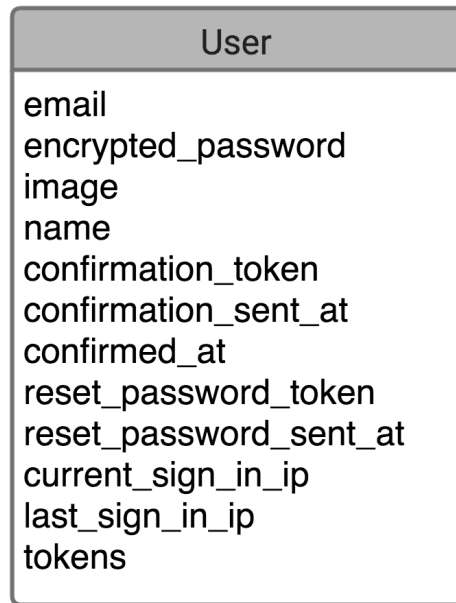 User
email
encrypted_password
image
name
confirmation_token
confirmation_sent_at
confirmed_at
reset_password_token
reset_password_sent_at
current_sign_in_ip
last_sign_in_ip
tokens